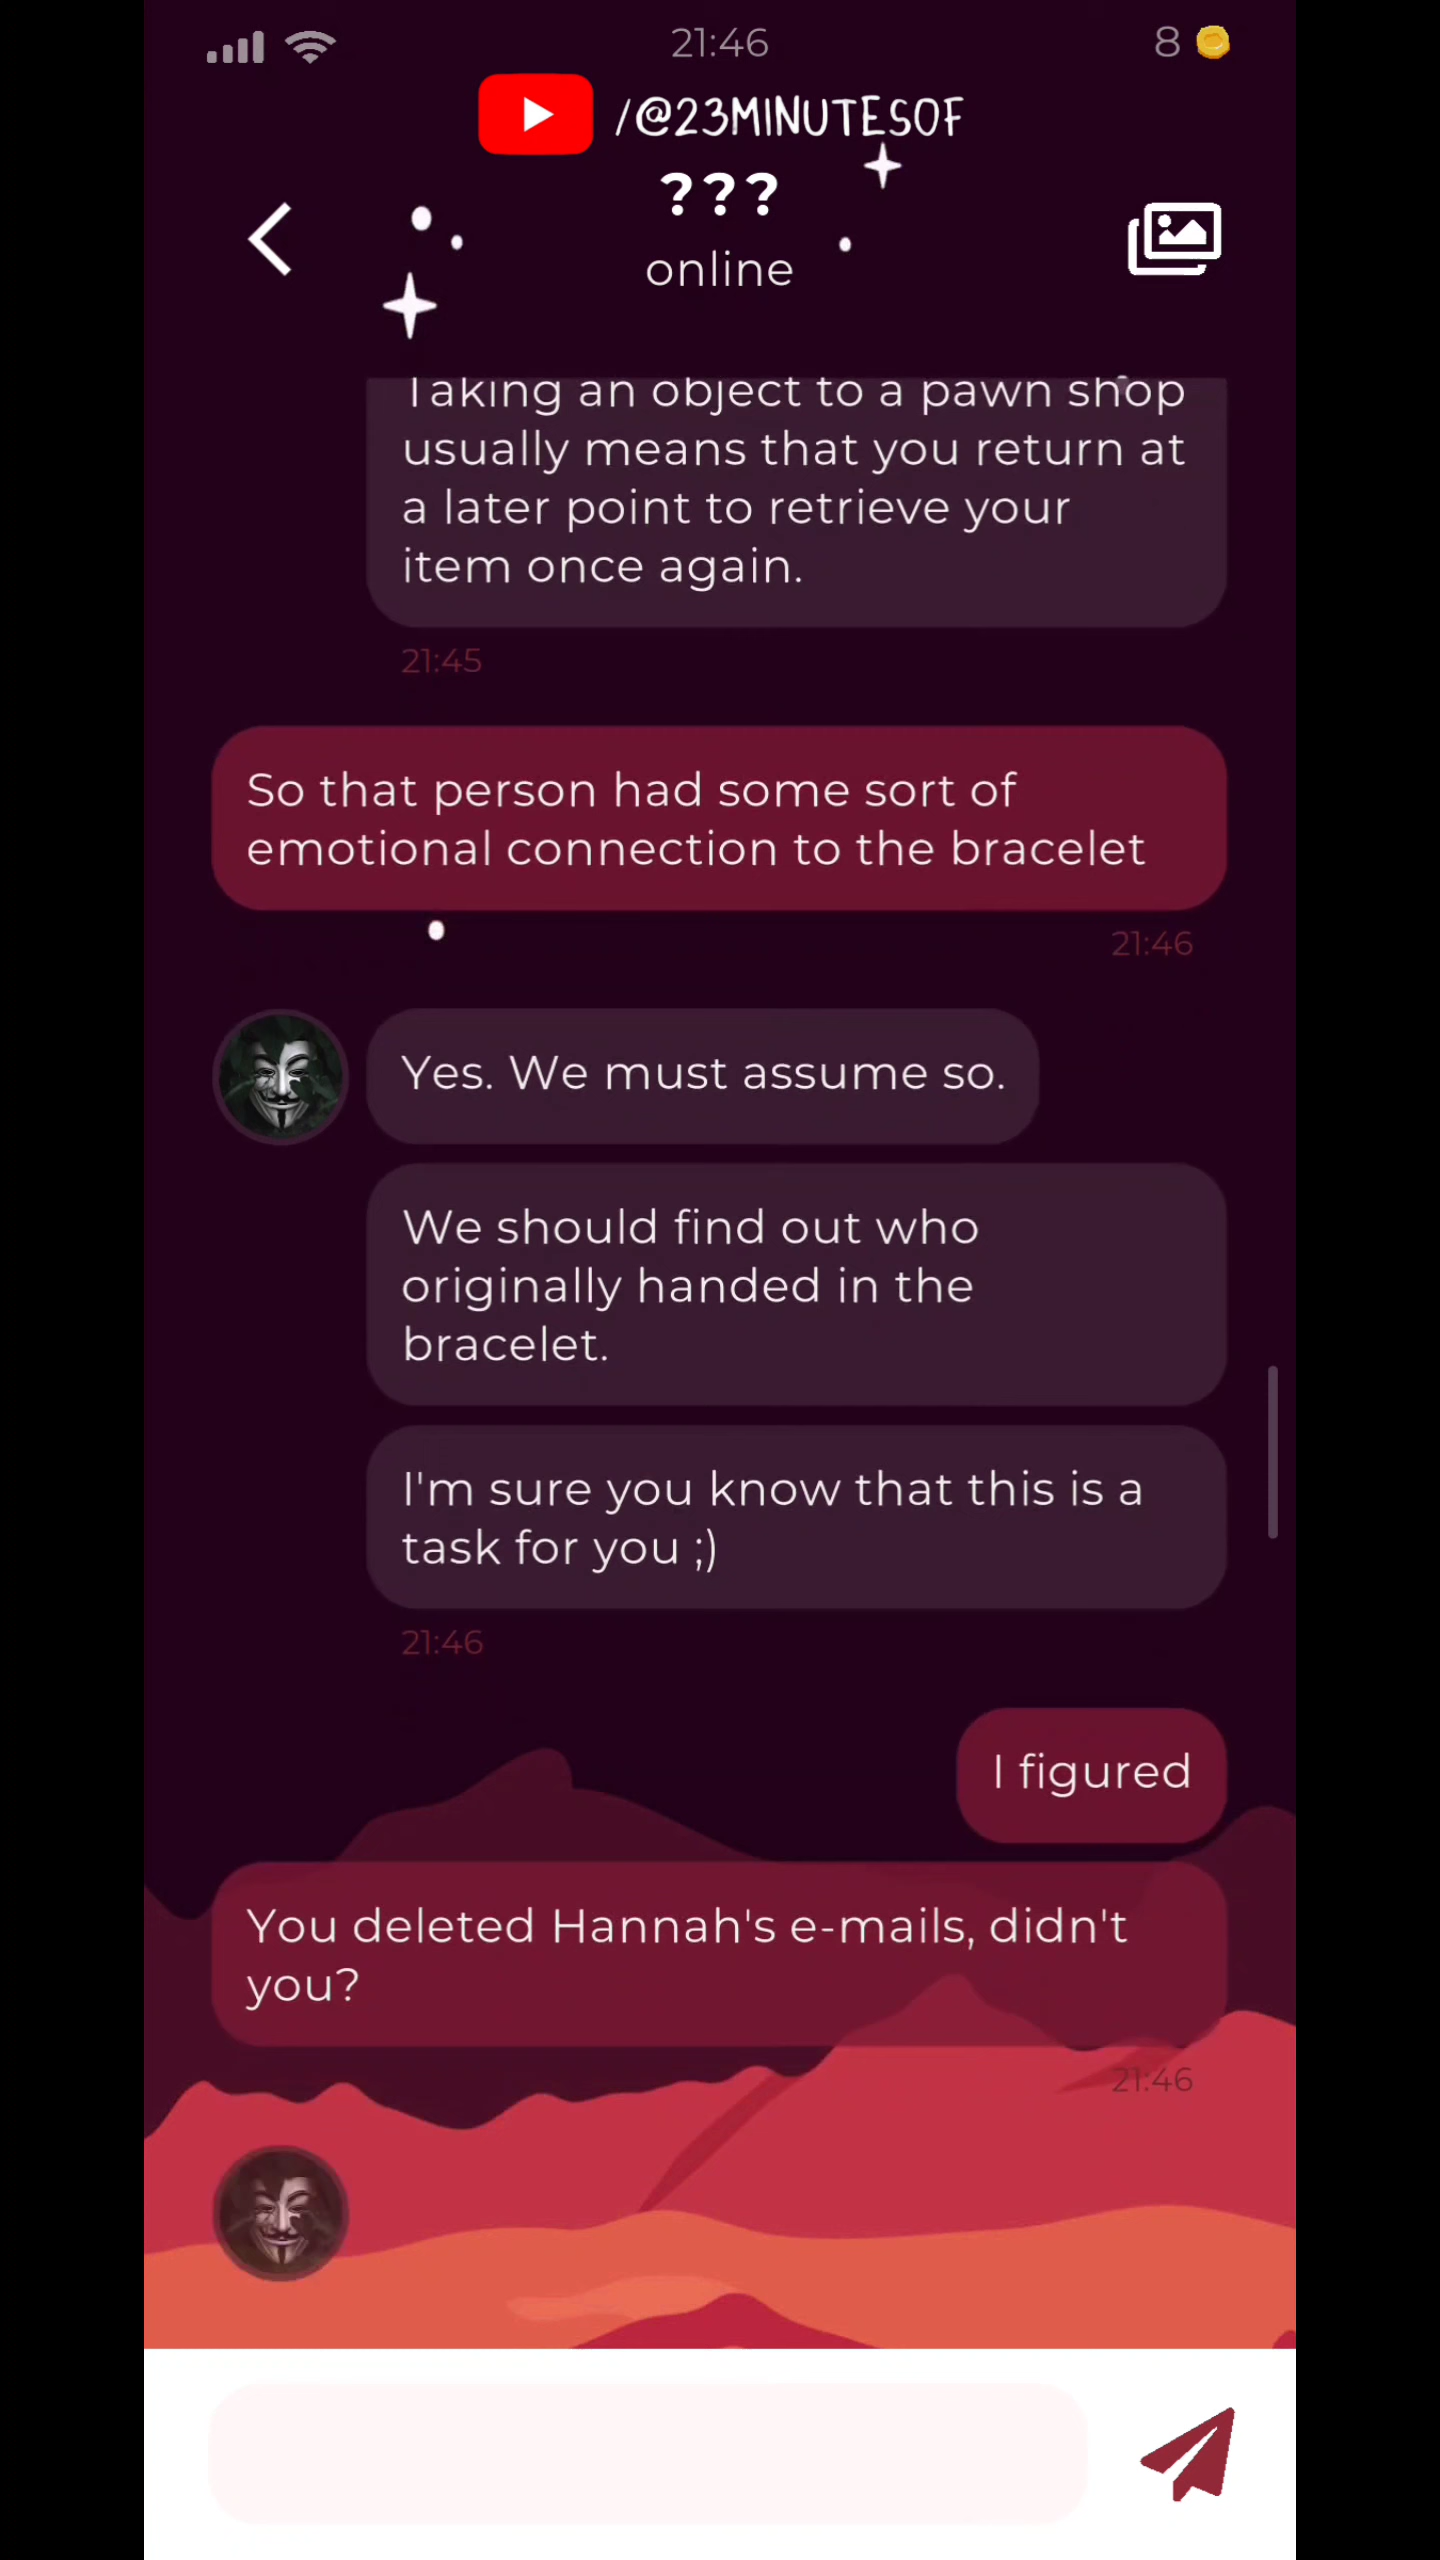 21:46
8
/@23MINUTESOF
???
online
Taking an object to a pawn shop
usually means that you return at
a later point to retrieve your
item once again.
21:45
So that person had some sort of
emotional connection to the bracelet
21:46
Yes. We must assume so.
We should find out who
originally handed in the
bracelet.
I'm sure you know that this is a
task for you ;)
21:46
I figured
You deleted Hannah's e-mails, didn't
you?
21:46